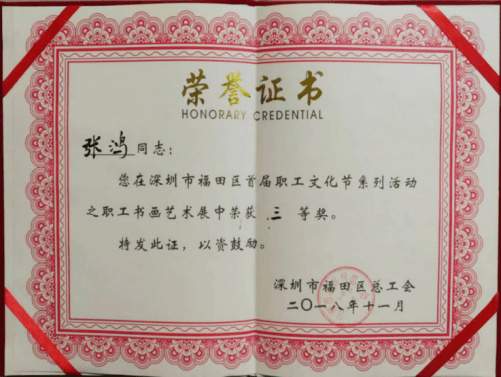 荣誉证书
HONORARY CREDENTIAL
张鸿同志：
您在深圳市福田区首届职工文化节系列活动
之职工书画艺术展中荣获 三 等奖。
特发此证，以资鼓励。
深圳市福田区总工会
二〇一八年十一月